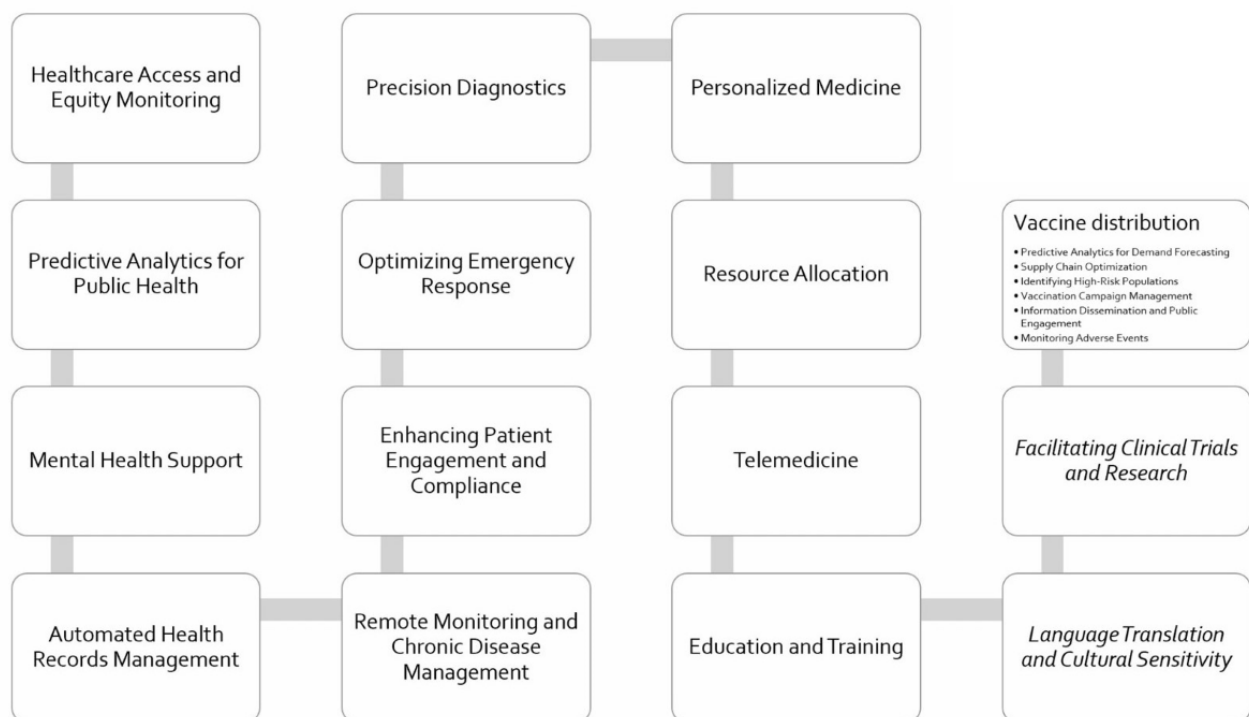 Healthcare Access and
Equity Monitoring
Predictive Analytics for
Public Health
Mental Health Support
Automated Health
Records Management
Remote Monitoring and
Chronic Disease
Management
Enhancing Patient
Engagement and
Compliance
Optimizing Emergency
Response
Precision Diagnostics
Personalized Medicine
Resource Allocation
Telemedicine
Education and Training
Language Translation
and Cultural Sensitivity
Facilitating Clinical Trials
and Research
Vaccine distribution
▪ Predictive Analytics for Demand Forecasting
▪ Supply Chain Optimization
▪ Identifying High-Risk Populations
▪ Vaccination Campaign Management
▪ Information Dissemination and Public
Engagement
▪ Monitoring Adverse Events